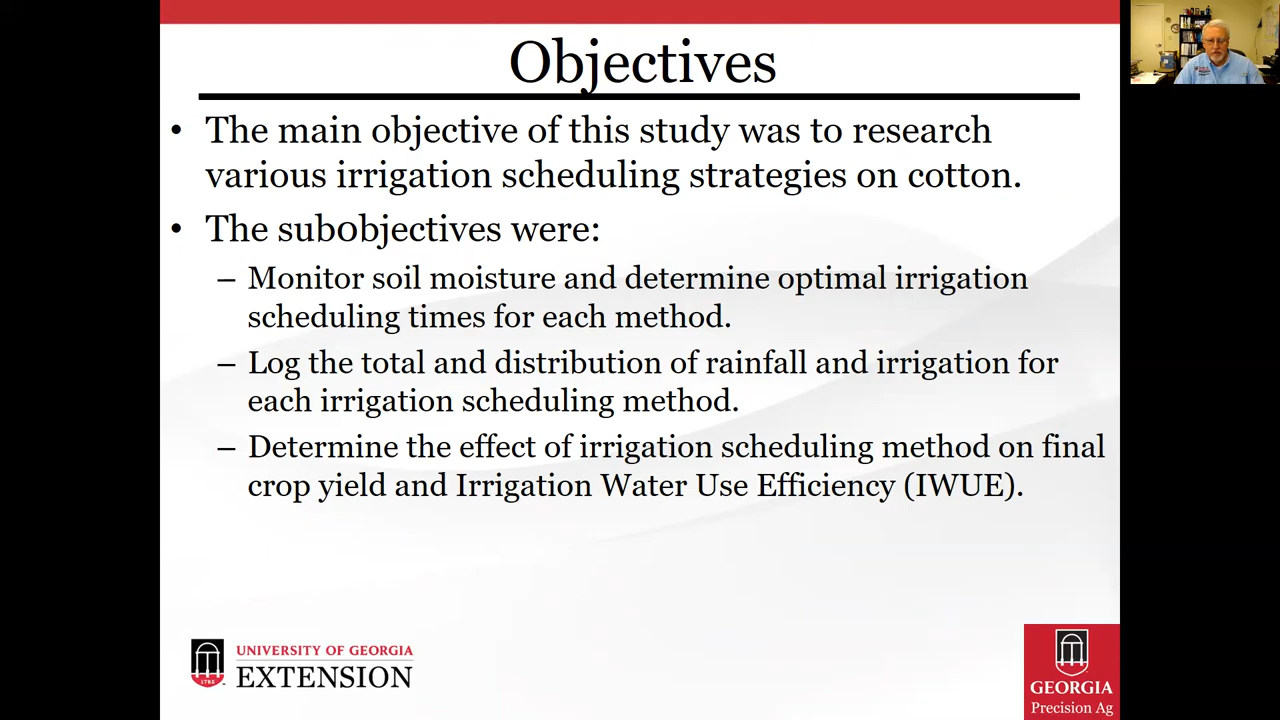 Objectives
• The main objective of this study was to research
various irrigation scheduling strategies on cotton.
• The subobjectives were:
– Monitor soil moisture and determine optimal irrigation
scheduling times for each method.
– Log the total and distribution of rainfall and irrigation for
each irrigation scheduling method.
– Determine the effect of irrigation scheduling method on final
crop yield and Irrigation Water Use Efficiency (IWUE).
UNIVERSITY OF GEORGIA
EXTENSION
1785
GEORGIA
Precision Ag